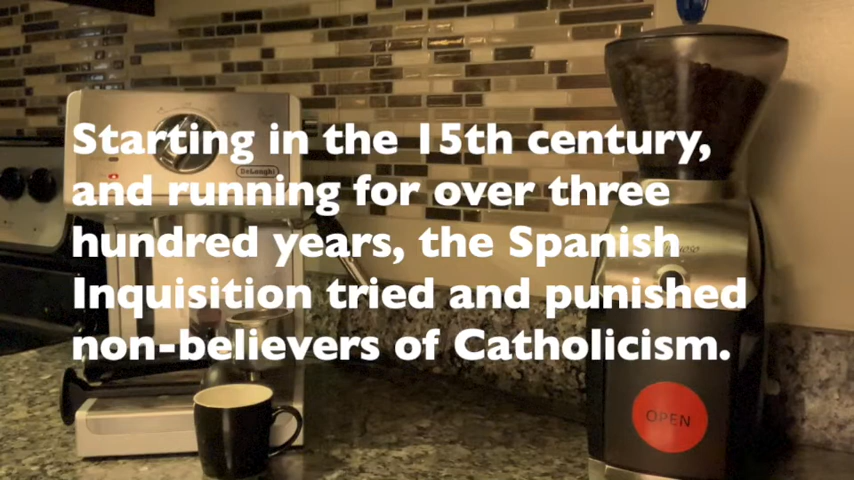 Starting in the 15th century,
DeLonghi
and running for over three
hundred years, the Spanish
Inquisition tried and punished
non-believers of Catholicism.
OPEN